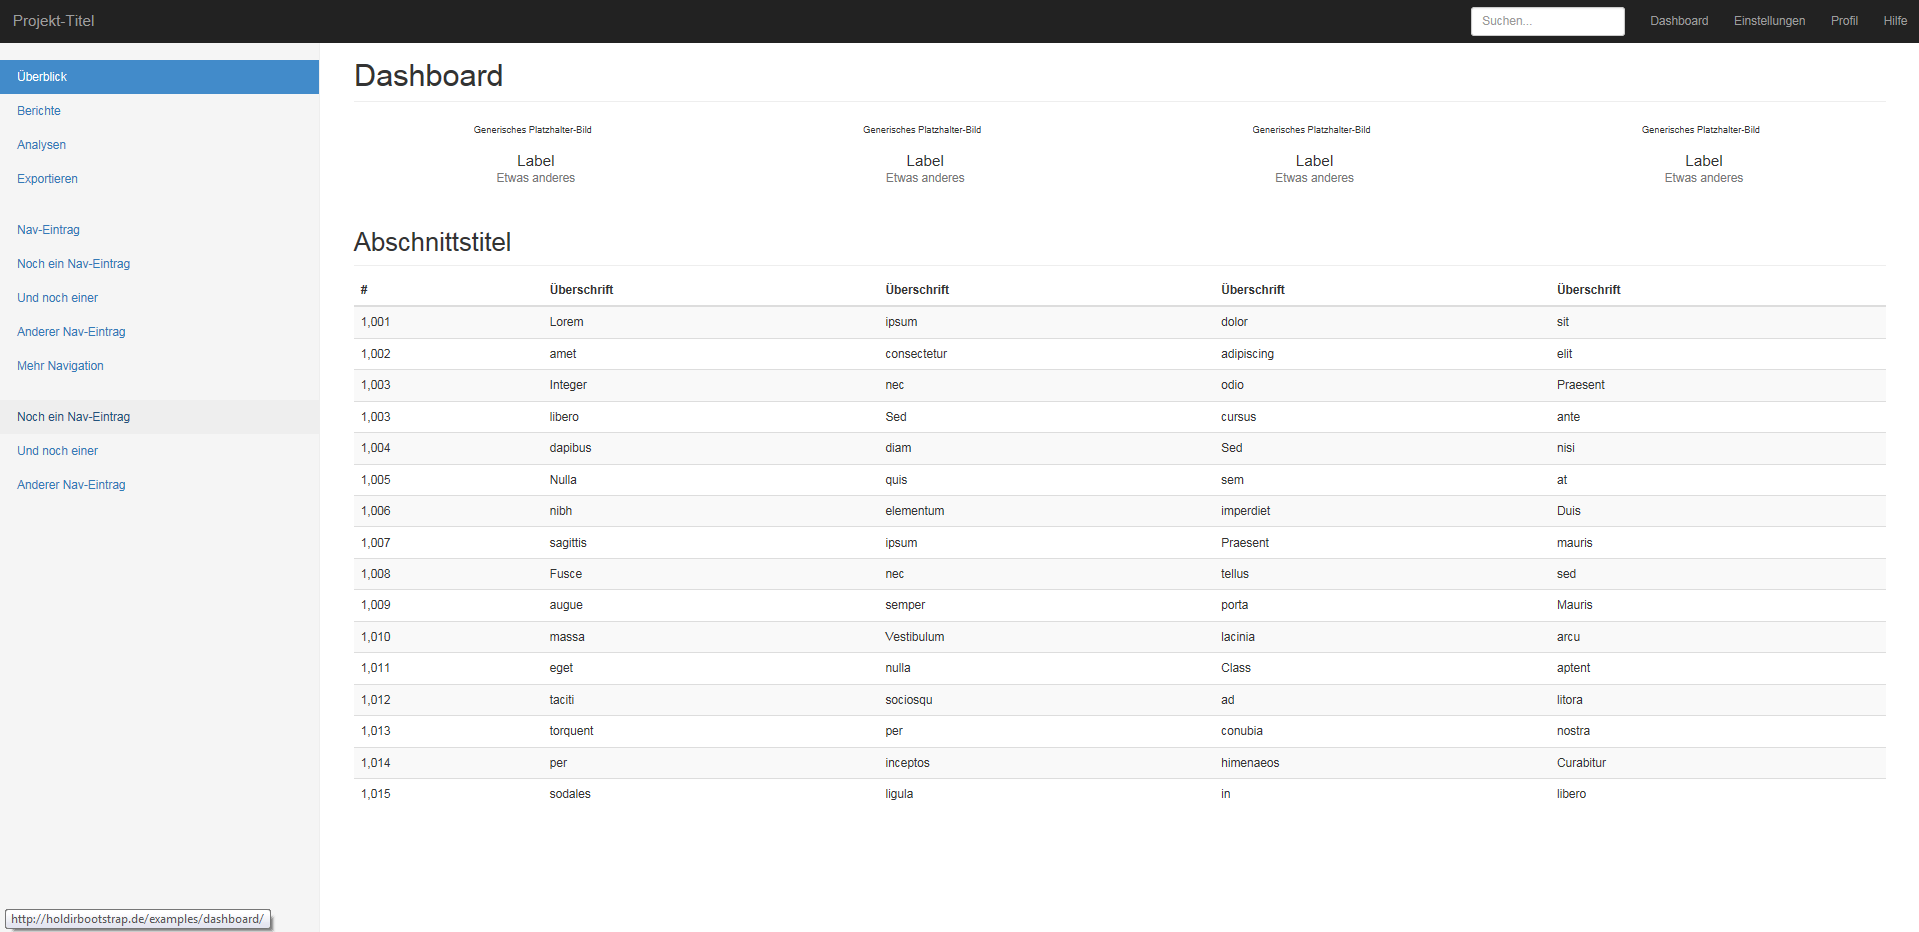 Projekt-Titel Suchen... Dashboard Einstellungen Profil Hilfe
Überblick
Berichte
Analysen
Exportieren
Nav-Eintrag
Noch ein Nav-Eintrag
Und noch einer
Anderer Nav-Eintrag
Mehr Navigation
Noch ein Nav-Eintrag
Und noch einer
Anderer Nav-Eintrag
Dashboard
Generisches Platzhalter-Bild Generisches Platzhalter-Bild Generisches Platzhalter-Bild Generisches Platzhalter-Bild
Label Label Label Label
Etwas anderes Etwas anderes Etwas anderes Etwas anderes
Abschnittstitel
# Überschrift Überschrift Überschrift Überschrift
1,001 Lorem ipsum dolor sit
1,002 amet consectetur adipiscing elit
1,003 Integer nec odio Praesent
1,003 libero Sed cursus ante
1,004 dapibus diam Sed nisi
1,005 Nulla quis sem at
1,006 nibh elementum imperdiet Duis
1,007 sagittis ipsum Praesent mauris
1,008 Fusce nec tellus sed
1,009 augue semper porta Mauris
1,010 massa Vestibulum lacinia arcu
1,011 eget nulla Class aptent
1,012 taciti sociosqu ad litora
1,013 torquent per conubia nostra
1,014 per inceptos himenaeos Curabitur
1,015 sodales ligula in libero
http://holdirbootstrap.de/examples/dashboard/